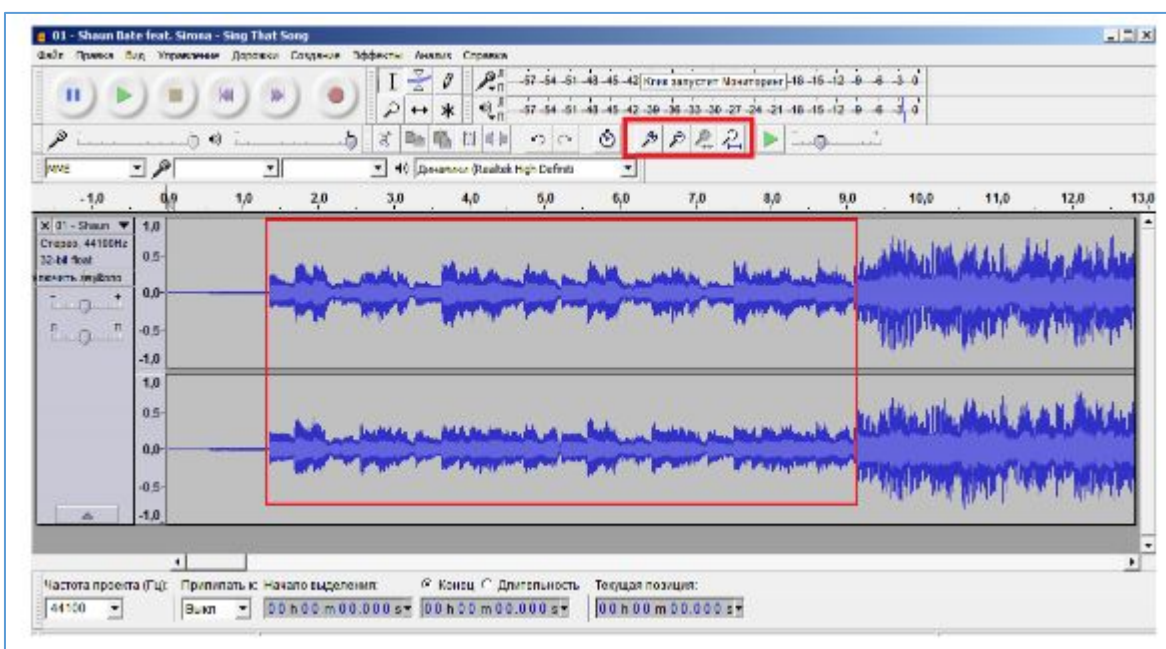 01 - Shaun Bate feat. Sirona - Sing That Song
Файл Правка Вид Управление Дорожки Создание Эффекты Анализ Справка
-57 -54 -51 -48 -45 -42 Клик запустит Мониторинг -18 -15 -12 -9 -6 -3 0
-57 -54 -51 -48 -45 -42 -39 -36 -33 -30 -27 -24 -21 -18 -15 -12 -9 -6 -3 0
MME Динамики (Realtek High Definiti
-1,0 0,0 1,0 2,0 3,0 4,0 5,0 6,0 7,0 8,0 9,0 10,0 11,0 12,0 13,0
X 01 - Shaun 1,0
Стерео, 44100Hz
32-bit float 0,5-
0,0-
- +
Л П -0,5-
-1,0
1,0
0,5-
0,0-
-0,5-
-1,0
Частота проекта (Гц): Прилипать к: Начало выделения: Конец Длительность Текущая позиция:
44100 Выкл 00 h 00 m 00.000 s 00 h 00 m 00.000 s 00 h 00 m 00.000 s